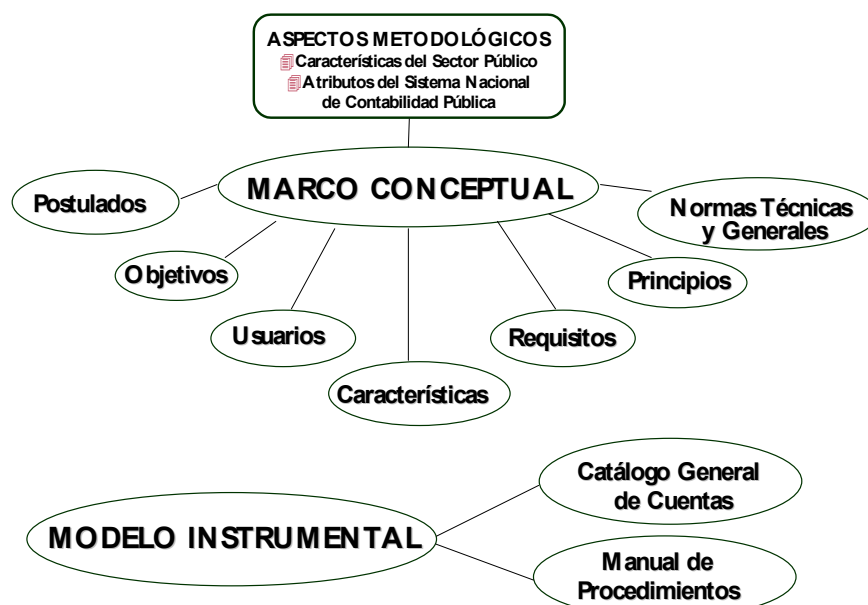 ASPECTOS METODOLÓGICOS
Características del Sector Público
Atributos del Sistema Nacional
de Contabilidad Pública
MARCO CONCEPTUAL
Postulados
Normas Técnicas
y Generales
Objetivos
Principios
Usuarios
Requisitos
Características
Catálogo General
de Cuentas
MODELO INSTRUMENTAL
Manual de
Procedimientos